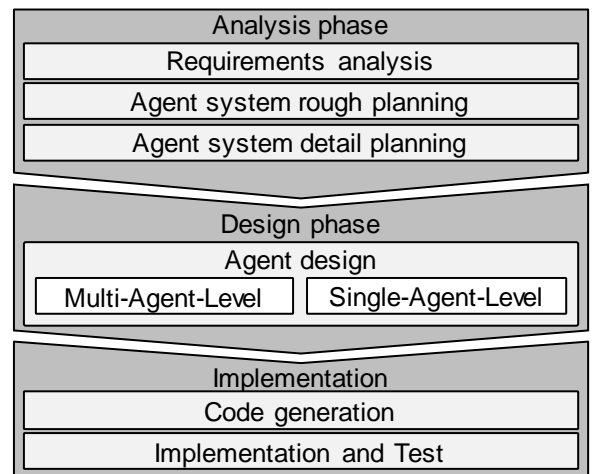 Analysis phase
Requirements analysis
Agent system rough planning
Agent system detail planning
Design phase
Agent design
Multi-Agent-Level
Single-Agent-Level
Implementation
Code generation
Implementation and Test